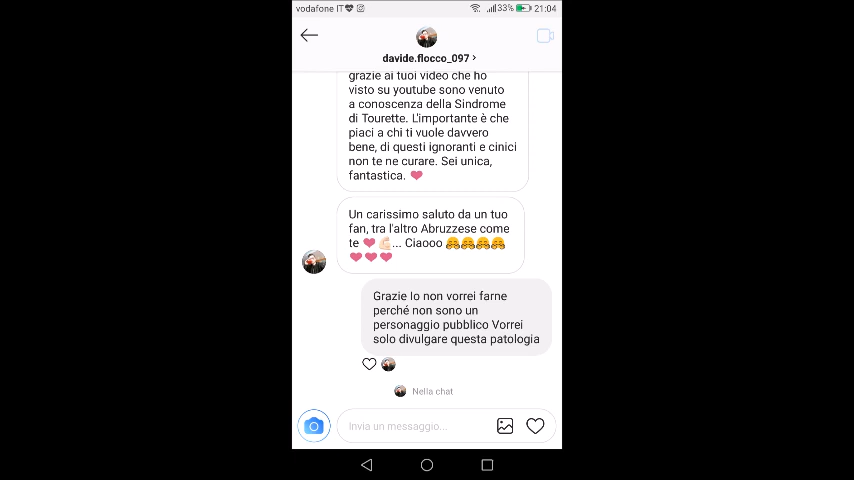 vodafone IT
33% 21:04
davide.flocco_097 >
grazie ai tuoi video che ho
visto su youtube sono venuto
a conoscenza della Sindrome
di Tourette. L'importante è che
piaci a chi ti vuole davvero
bene, di questi ignoranti e cinici
non te ne curare. Sei unica,
fantastica. ❤
Un carissimo saluto da un tuo
fan, tra l'altro Abruzzese come
te ❤💪🏻... Ciaooo 🤗🤗🤗🤗
❤❤❤
Grazie Io non vorrei farne
perché non sono un
personaggio pubblico Vorrei
solo divulgare questa patologia
Nella chat
Invia un messaggio...